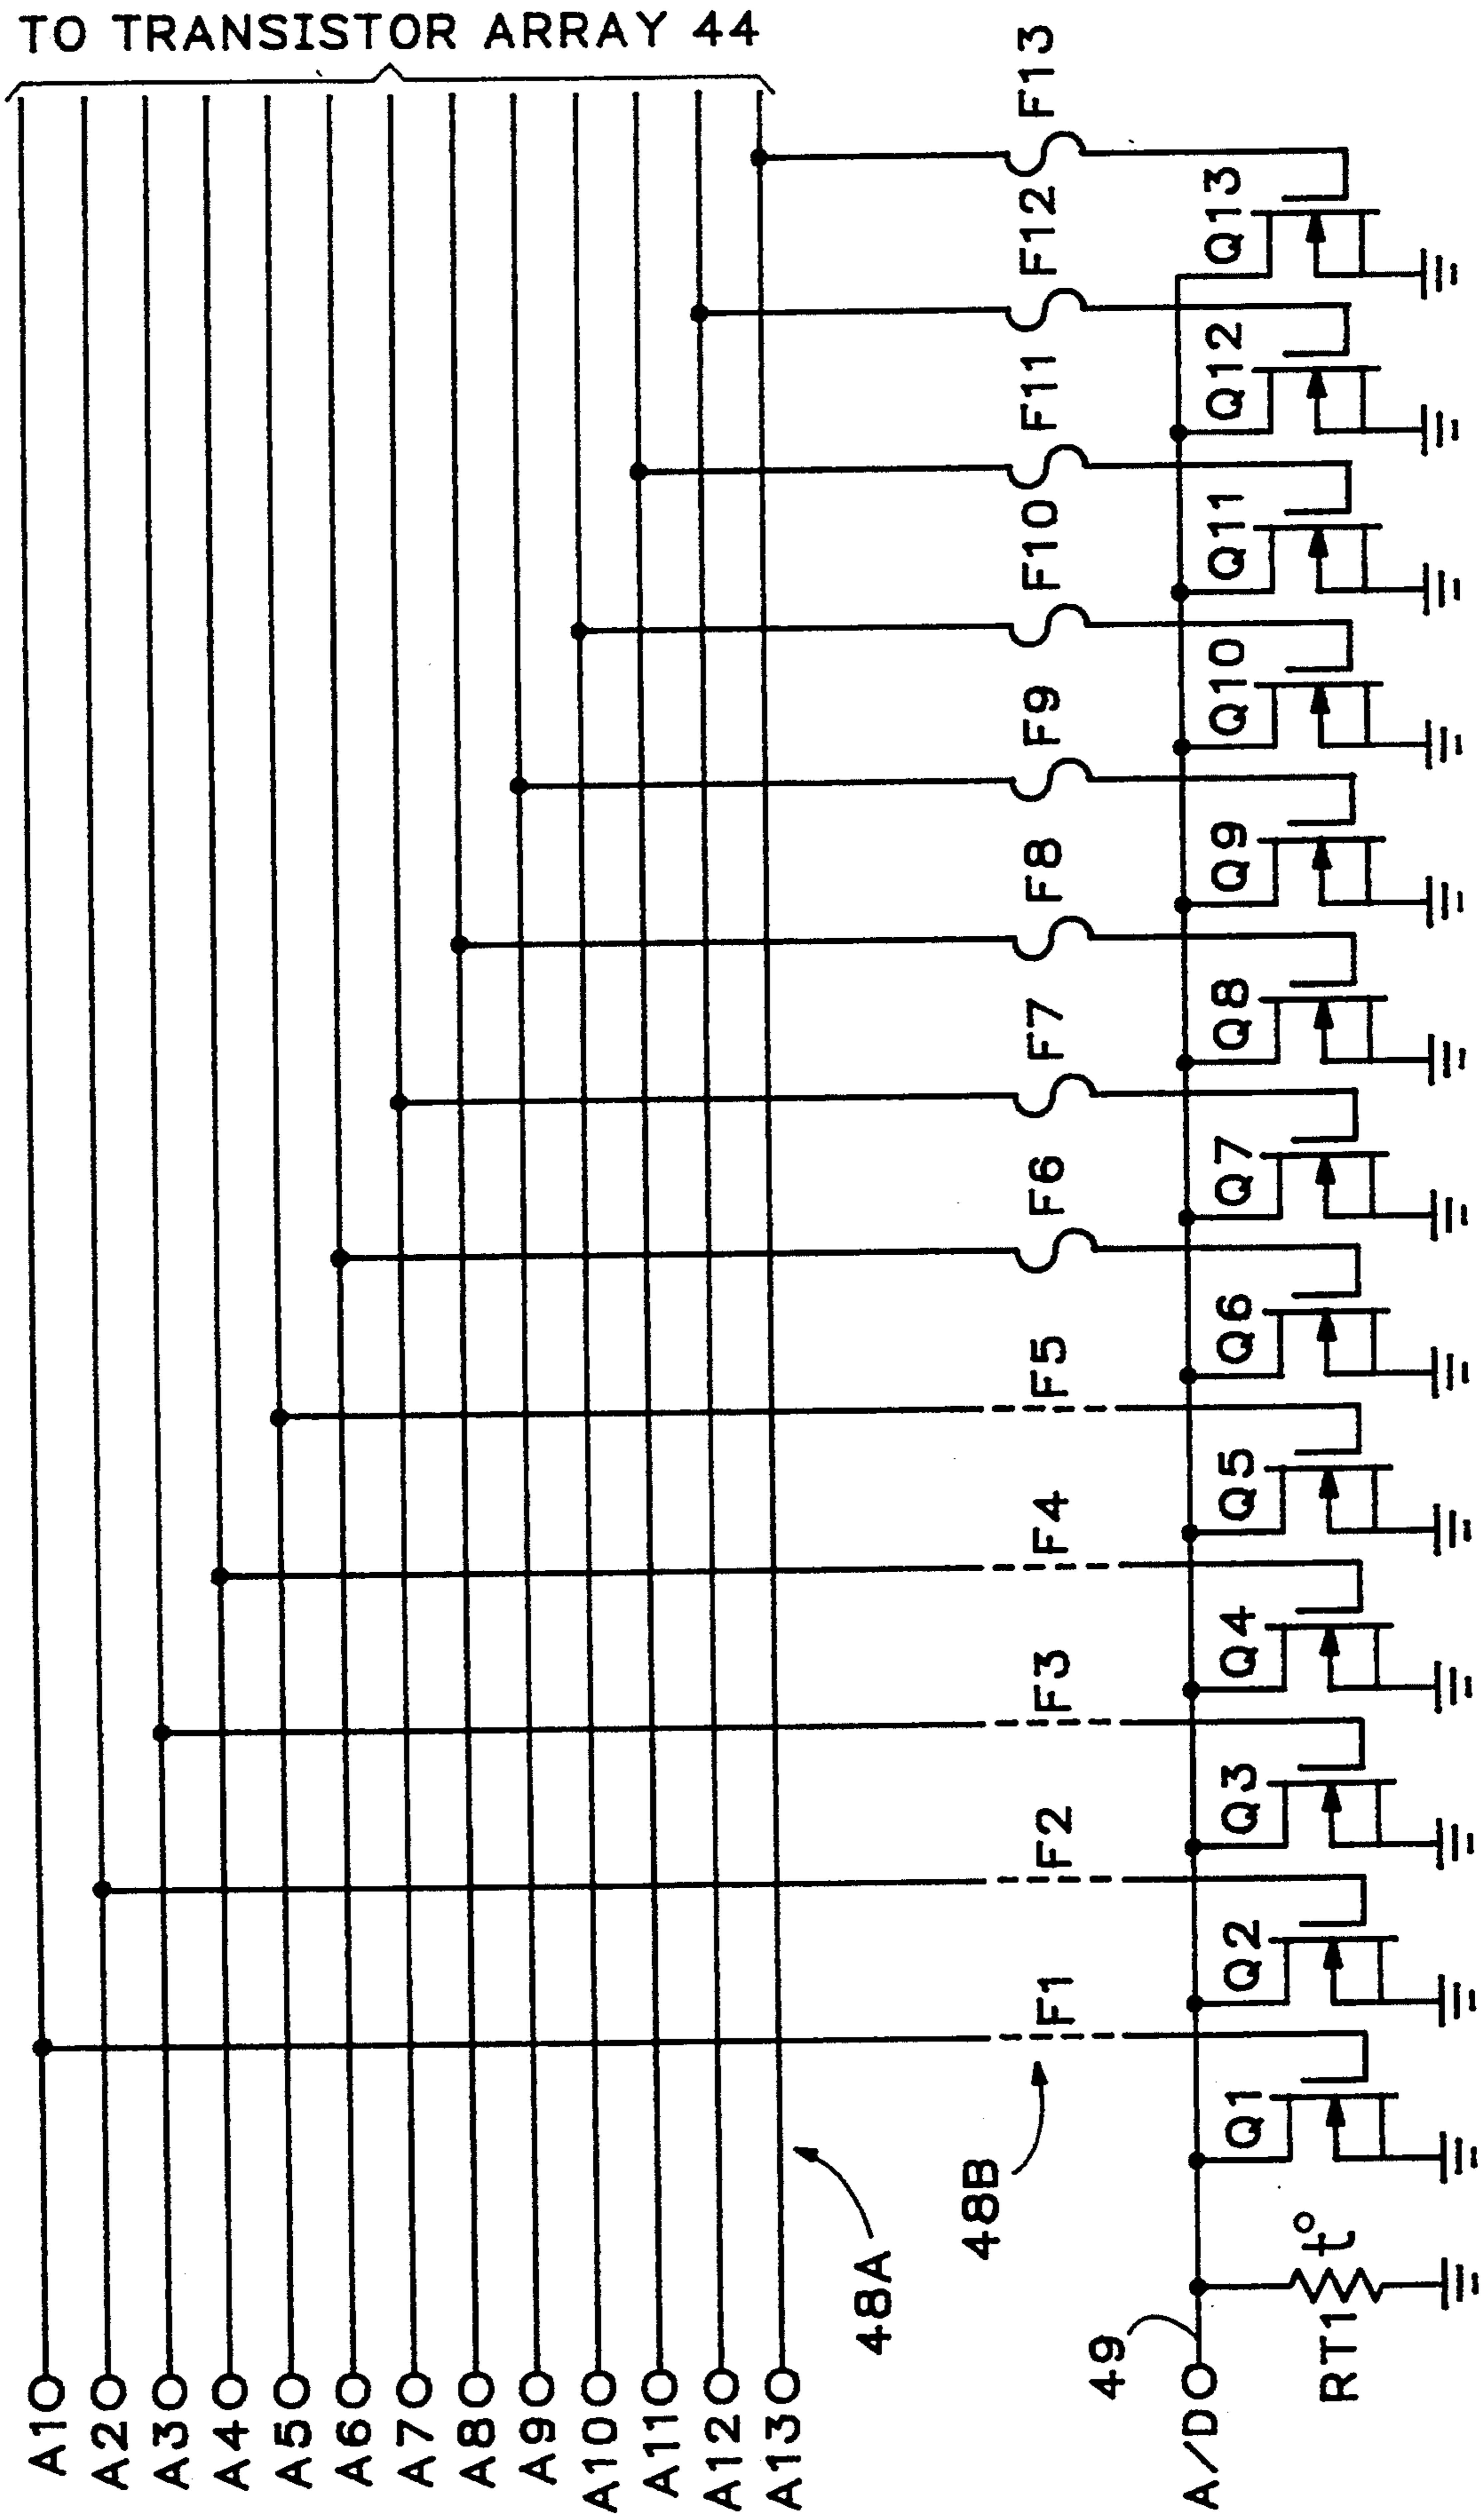 TO TRANSISTOR ARRAY 44
A1
A2
A3
A4
A5
A6
A7
A8
A9
A10
A11
A12
A13
48A
48B
F1
F2
F3
F4
F5
F6
F7
F8
F9
F10
F11
F12
F13
49
A/D
RT1
t°
Q1
Q2
Q3
Q4
Q5
Q6
Q7
Q8
Q9
Q10
Q11
Q12
Q13